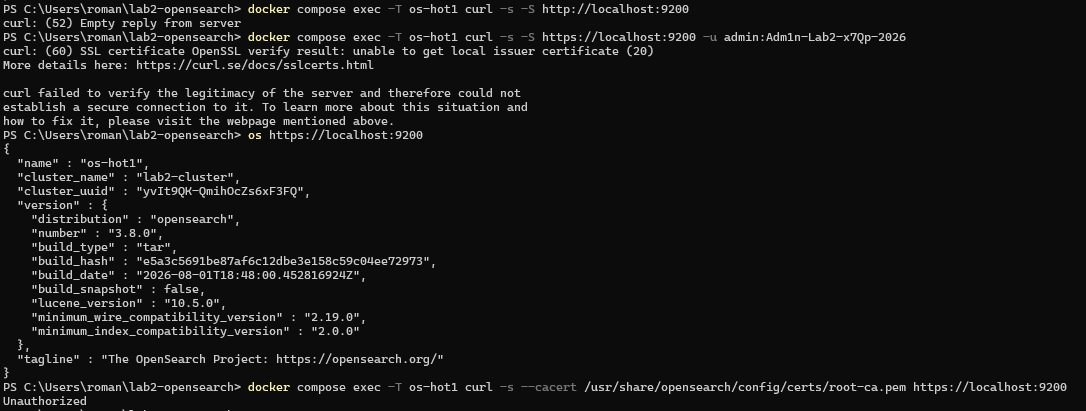 PS C:\Users\roman\lab2-opensearch> docker compose exec -T os-hot1 curl -s -S http://localhost:9200
curl: (52) Empty reply from server
PS C:\Users\roman\lab2-opensearch> docker compose exec -T os-hot1 curl -s -S https://localhost:9200 -u admin:Adm1n-Lab2-x7Qp-2026
curl: (60) SSL certificate OpenSSL verify result: unable to get local issuer certificate (20)
More details here: https://curl.se/docs/sslcerts.html

curl failed to verify the legitimacy of the server and therefore could not
establish a secure connection to it. To learn more about this situation and
how to fix it, please visit the webpage mentioned above.
PS C:\Users\roman\lab2-opensearch> os https://localhost:9200
{
  "name" : "os-hot1",
  "cluster_name" : "lab2-cluster",
  "cluster_uuid" : "yvIt9QK-QmihOcZs6xF3FQ",
  "version" : {
    "distribution" : "opensearch",
    "number" : "3.8.0",
    "build_type" : "tar",
    "build_hash" : "e5a3c5691be87af6c12dbe3e158c59c04ee72973",
    "build_date" : "2026-08-01T18:48:00.452816924Z",
    "build_snapshot" : false,
    "lucene_version" : "10.5.0",
    "minimum_wire_compatibility_version" : "2.19.0",
    "minimum_index_compatibility_version" : "2.0.0"
  },
  "tagline" : "The OpenSearch Project: https://opensearch.org/"
}
PS C:\Users\roman\lab2-opensearch> docker compose exec -T os-hot1 curl -s --cacert /usr/share/opensearch/config/certs/root-ca.pem https://localhost:9200
Unauthorized